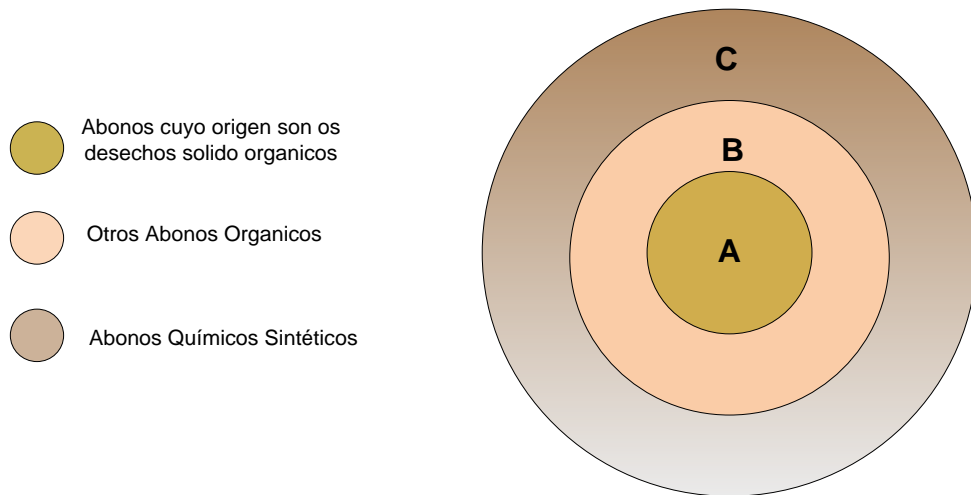 Abonos cuyo origen son os
desechos solido organicos
Otros Abonos Organicos
Abonos Químicos Sintéticos
C
B
A